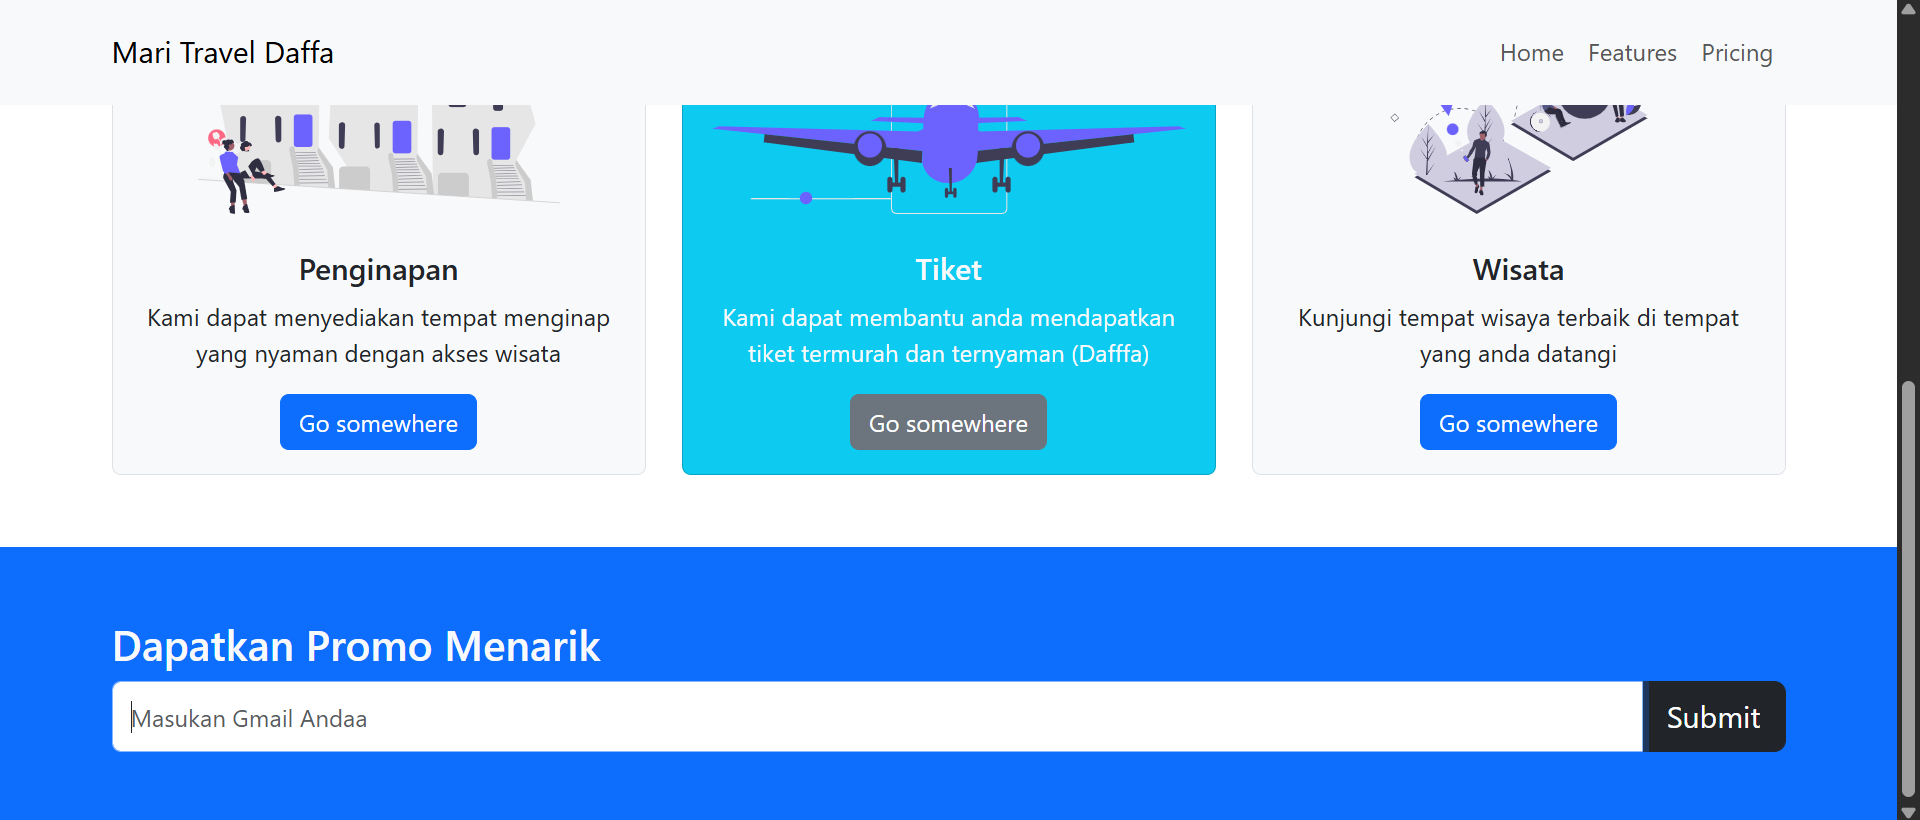 Mari Travel Daffa
Home Features Pricing
Penginapan
Kami dapat menyediakan tempat menginap
yang nyaman dengan akses wisata
Go somewhere
Tiket
Kami dapat membantu anda mendapatkan
tiket termurah dan ternyaman (Dafffa)
Go somewhere
Wisata
Kunjungi tempat wisaya terbaik di tempat
yang anda datangi
Go somewhere
Dapatkan Promo Menarik
Masukan Gmail Andaa
Submit